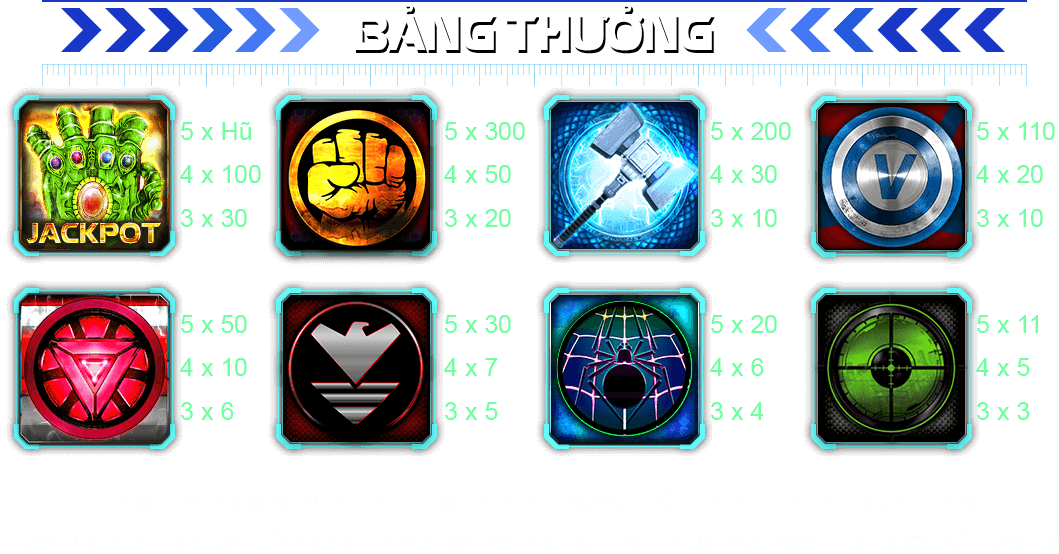 BẢNG THƯỞNG
5 x Hũ
4 x 100
3 x 30
JACKPOT
5 x 300
4 x 50
3 x 20
5 x 200
4 x 30
3 x 10
V
5 x 110
4 x 20
3 x 10
5 x 50
4 x 10
3 x 6
5 x 30
4 x 7
3 x 5
5 x 20
4 x 6
3 x 4
5 x 11
4 x 5
3 x 3